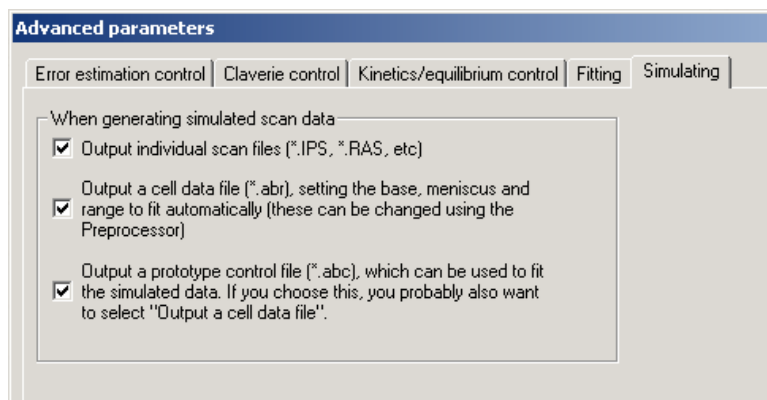 Advanced parameters
Error estimation control Claverie control Kinetics/equilibrium control Fitting Simulating
When generating simulated scan data
Output individual scan files (*.IPS, *.RAS, etc)
Output a cell data file (*.abr), setting the base, meniscus and
range to fit automatically (these can be changed using the
Preprocessor)
Output a prototype control file (*.abc), which can be used to fit
the simulated data. If you choose this, you probably also want
to select "Output a cell data file".